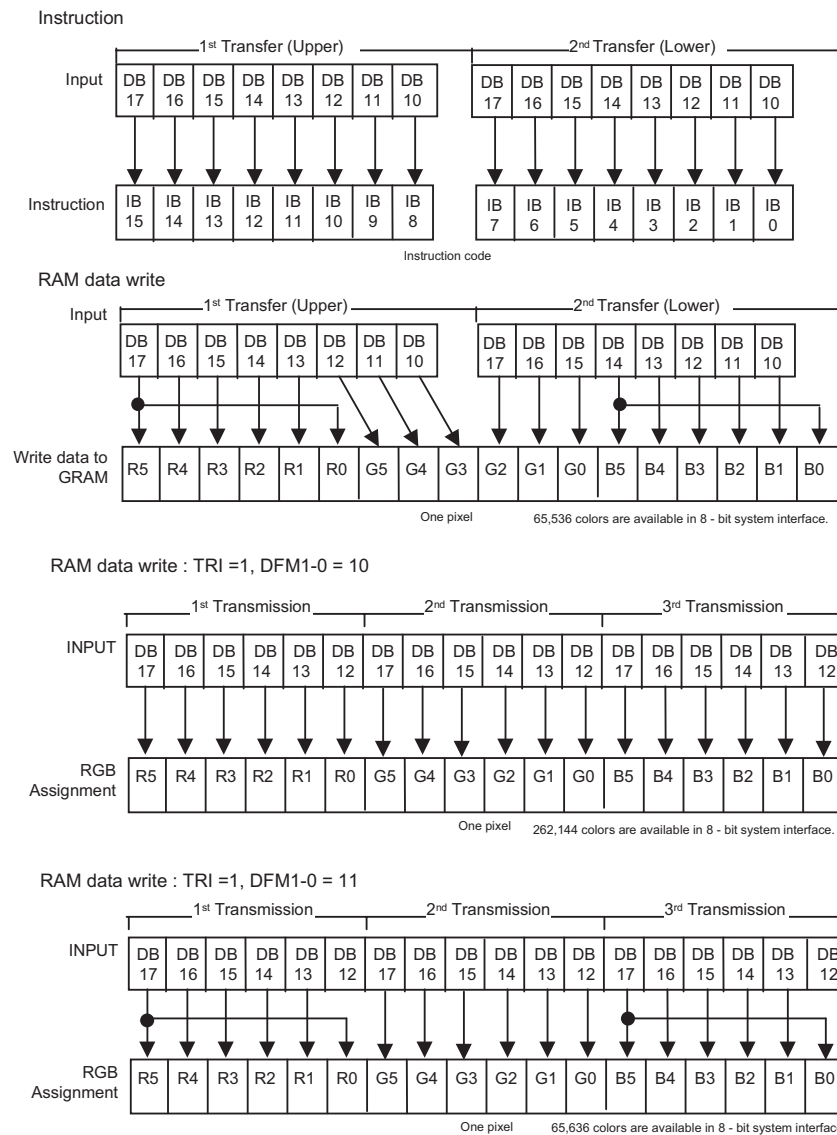 Instruction
1st Transfer (Upper) 2nd Transfer (Lower)
Input DB 17 DB 16 DB 15 DB 14 DB 13 DB 12 DB 11 DB 10 DB 17 DB 16 DB 15 DB 14 DB 13 DB 12 DB 11 DB 10
Instruction IB 15 IB 14 IB 13 IB 12 IB 11 IB 10 IB 9 IB 8 IB 7 IB 6 IB 5 IB 4 IB 3 IB 2 IB 1 IB 0
Instruction code
RAM data write
1st Transfer (Upper) 2nd Transfer (Lower)
Input DB 17 DB 16 DB 15 DB 14 DB 13 DB 12 DB 11 DB 10 DB 17 DB 16 DB 15 DB 14 DB 13 DB 12 DB 11 DB 10
Write data to GRAM R5 R4 R3 R2 R1 R0 G5 G4 G3 G2 G1 G0 B5 B4 B3 B2 B1 B0
One pixel 65,536 colors are available in 8 - bit system interface.
RAM data write : TRI =1, DFM1-0 = 10
1st Transmission 2nd Transmission 3rd Transmission
INPUT DB 17 DB 16 DB 15 DB 14 DB 13 DB 12 DB 17 DB 16 DB 15 DB 14 DB 13 DB 12 DB 17 DB 16 DB 15 DB 14 DB 13 DB 12
RGB Assignment R5 R4 R3 R2 R1 R0 G5 G4 G3 G2 G1 G0 B5 B4 B3 B2 B1 B0
One pixel 262,144 colors are available in 8 - bit system interface.
RAM data write : TRI =1, DFM1-0 = 11
1st Transmission 2nd Transmission 3rd Transmission
INPUT DB 17 DB 16 DB 15 DB 14 DB 13 DB 12 DB 17 DB 16 DB 15 DB 14 DB 13 DB 12 DB 17 DB 16 DB 15 DB 14 DB 13 DB 12
RGB Assignment R5 R4 R3 R2 R1 R0 G5 G4 G3 G2 G1 G0 B5 B4 B3 B2 B1 B0
One pixel 65,636 colors are available in 8 - bit system interface